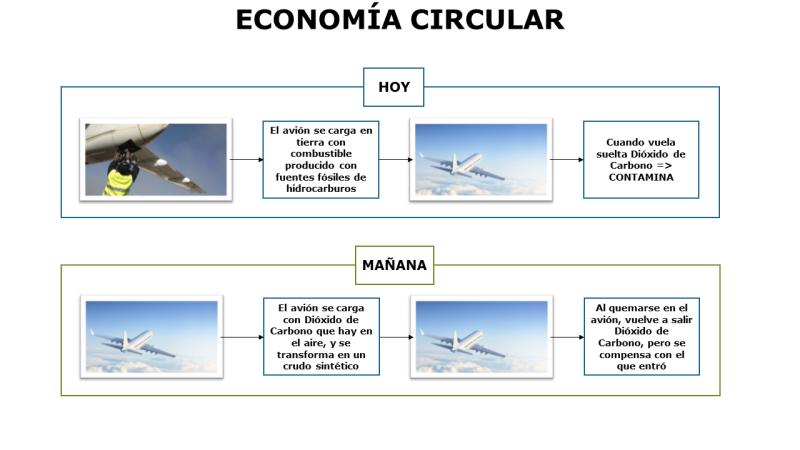 ECONOMÍA CIRCULAR
HOY
El avión se carga en
tierra con
combustible
producido con
fuentes fósiles de
hidrocarburos
Cuando vuela
suelta Dióxido de
Carbono =>
CONTAMINA
MAÑANA
El avión se carga
con Dióxido de
Carbono que hay en
el aire, y se
transforma en un
crudo sintético
Al quemarse en el
avión, vuelve a salir
Dióxido de
Carbono, pero se
compensa con el
que entró